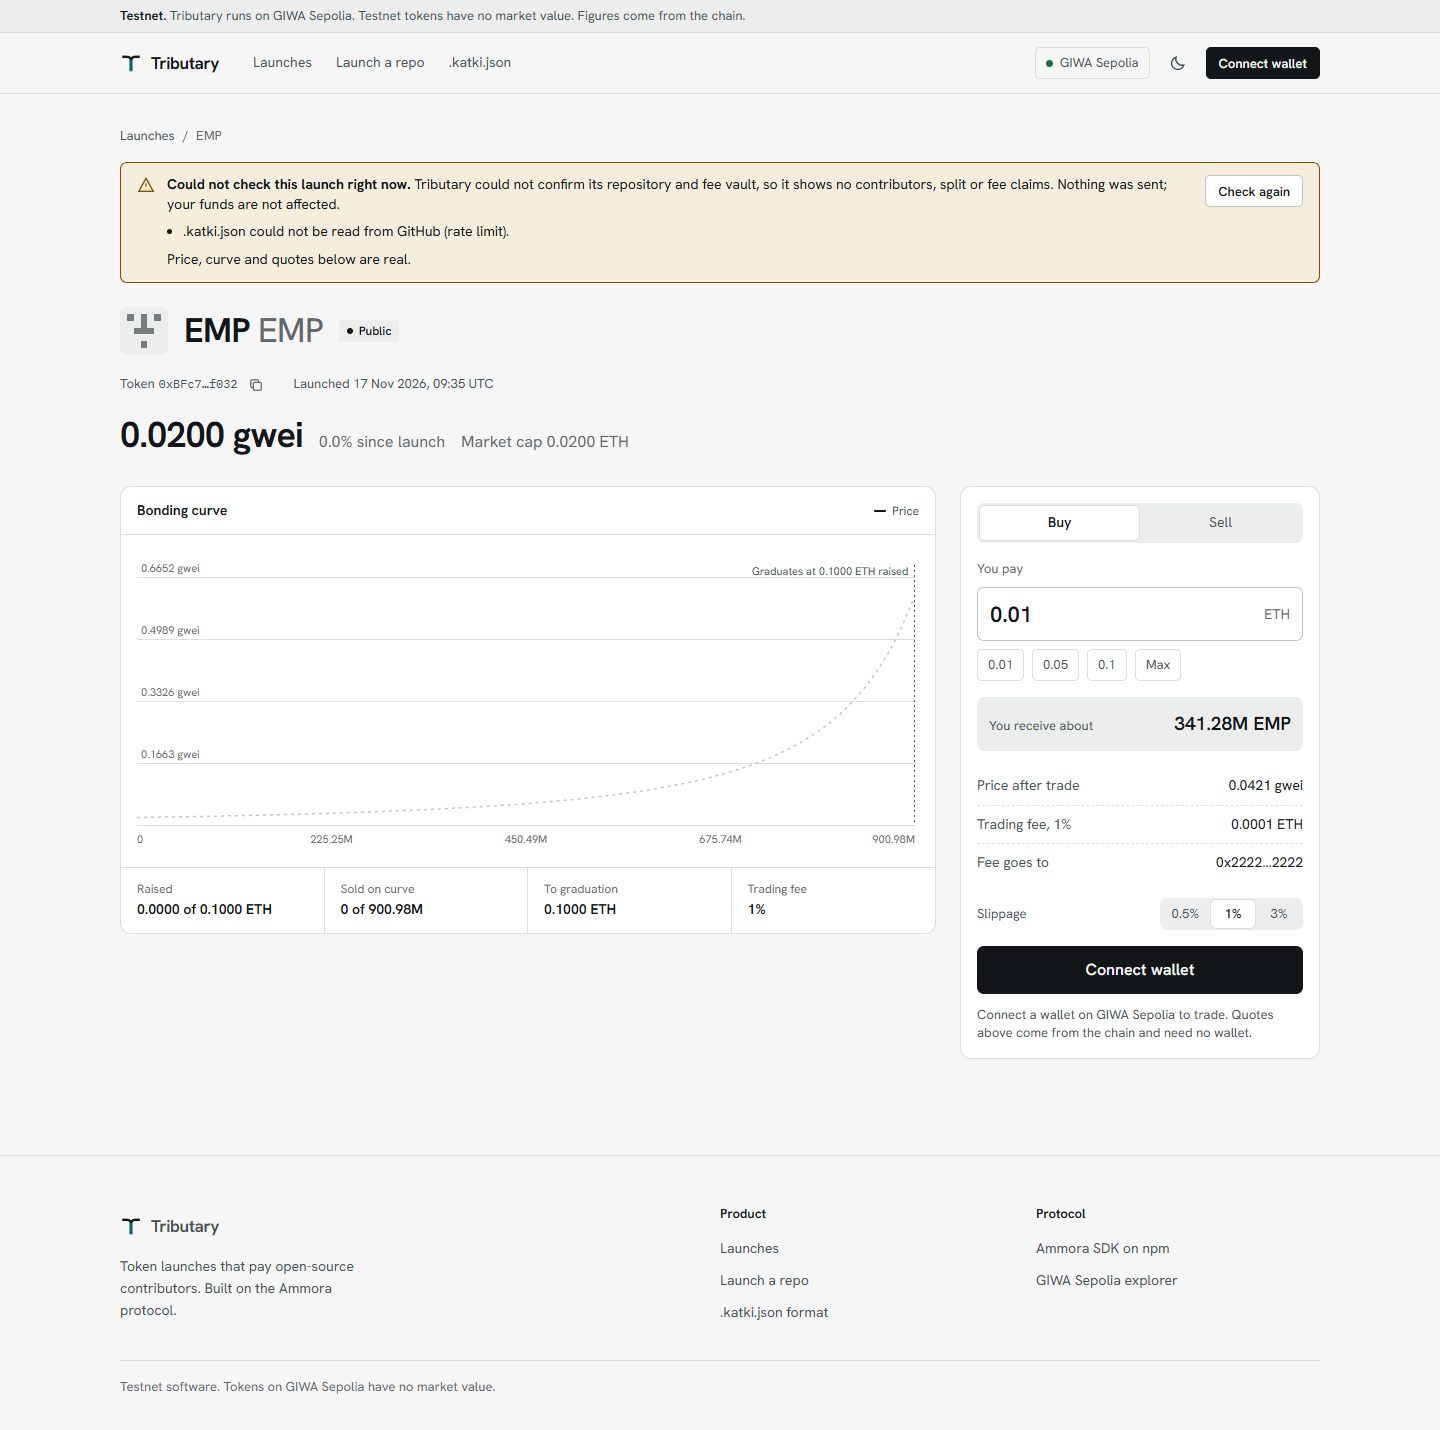 Testnet. Tributary runs on GIWA Sepolia. Testnet tokens have no market value. Figures come from the chain.
Tributary
Launches
Launch a repo
.katki.json
GIWA Sepolia
Connect wallet
Launches / EMP
Could not check this launch right now. Tributary could not confirm its repository and fee vault, so it shows no contributors, split or fee claims. Nothing was sent;
your funds are not affected.
Check again
• .katki.json could not be read from GitHub (rate limit).
Price, curve and quotes below are real.
EMP EMP
Public
Token 0xBFc7…f032
Launched 17 Nov 2026, 09:35 UTC
0.0200 gwei
0.0% since launch
Market cap 0.0200 ETH
Bonding curve
Price
0.6652 gwei
Graduates at 0.1000 ETH raised
0.4989 gwei
0.3326 gwei
0.1663 gwei
0
225.25M
450.49M
675.74M
900.98M
Raised
0.0000 of 0.1000 ETH
Sold on curve
0 of 900.98M
To graduation
0.1000 ETH
Trading fee
1%
Buy
Sell
You pay
0.01
ETH
0.01
0.05
0.1
Max
You receive about
341.28M EMP
Price after trade
0.0421 gwei
Trading fee, 1%
0.0001 ETH
Fee goes to
0x2222…2222
Slippage
0.5%
1%
3%
Connect wallet
Connect a wallet on GIWA Sepolia to trade. Quotes
above come from the chain and need no wallet.
Tributary
Token launches that pay open-source
contributors. Built on the Ammora
protocol.
Product
Launches
Launch a repo
.katki.json format
Protocol
Ammora SDK on npm
GIWA Sepolia explorer
Testnet software. Tokens on GIWA Sepolia have no market value.